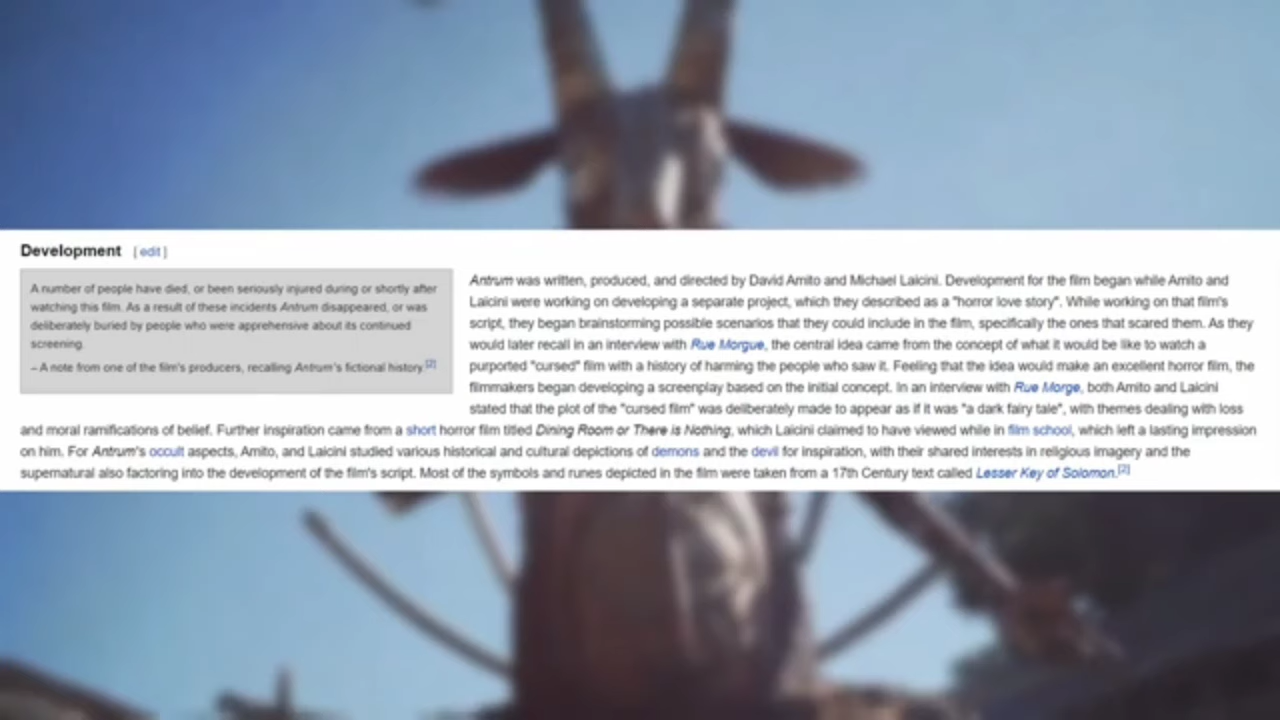 Development [ edit ]
A number of people have died, or been seriously injured during or shortly after
watching this film. As a result of these incidents Antrum disappeared, or was
deliberately buried by people who were apprehensive about its continued
screening.
– A note from one of the film's producers, recalling Antrum's fictional history [2]
Antrum was written, produced, and directed by David Amito and Michael Laicini. Development for the film began while Amito and
Laicini were working on developing a separate project, which they described as a "horror love story". While working on that film's
script, they began brainstorming possible scenarios that they could include in the film, specifically the ones that scared them. As they
would later recall in an interview with Rue Morgue, the central idea came from the concept of what it would be like to watch a
purported "cursed" film with a history of harming the people who saw it. Feeling that the idea would make an excellent horror film, the
filmmakers began developing a screenplay based on the initial concept. In an interview with Rue Morge, both Amito and Laicini
stated that the plot of the "cursed film" was deliberately made to appear as if it was "a dark fairy tale", with themes dealing with loss
and moral ramifications of belief. Further inspiration came from a short horror film titled Dining Room or There is Nothing, which Laicini claimed to have viewed while in film school, which left a lasting impression
on him. For Antrum's occult aspects, Amito, and Laicini studied various historical and cultural depictions of demons and the devil for inspiration, with their shared interests in religious imagery and the
supernatural also factoring into the development of the film's script. Most of the symbols and runes depicted in the film were taken from a 17th Century text called Lesser Key of Solomon.[2]